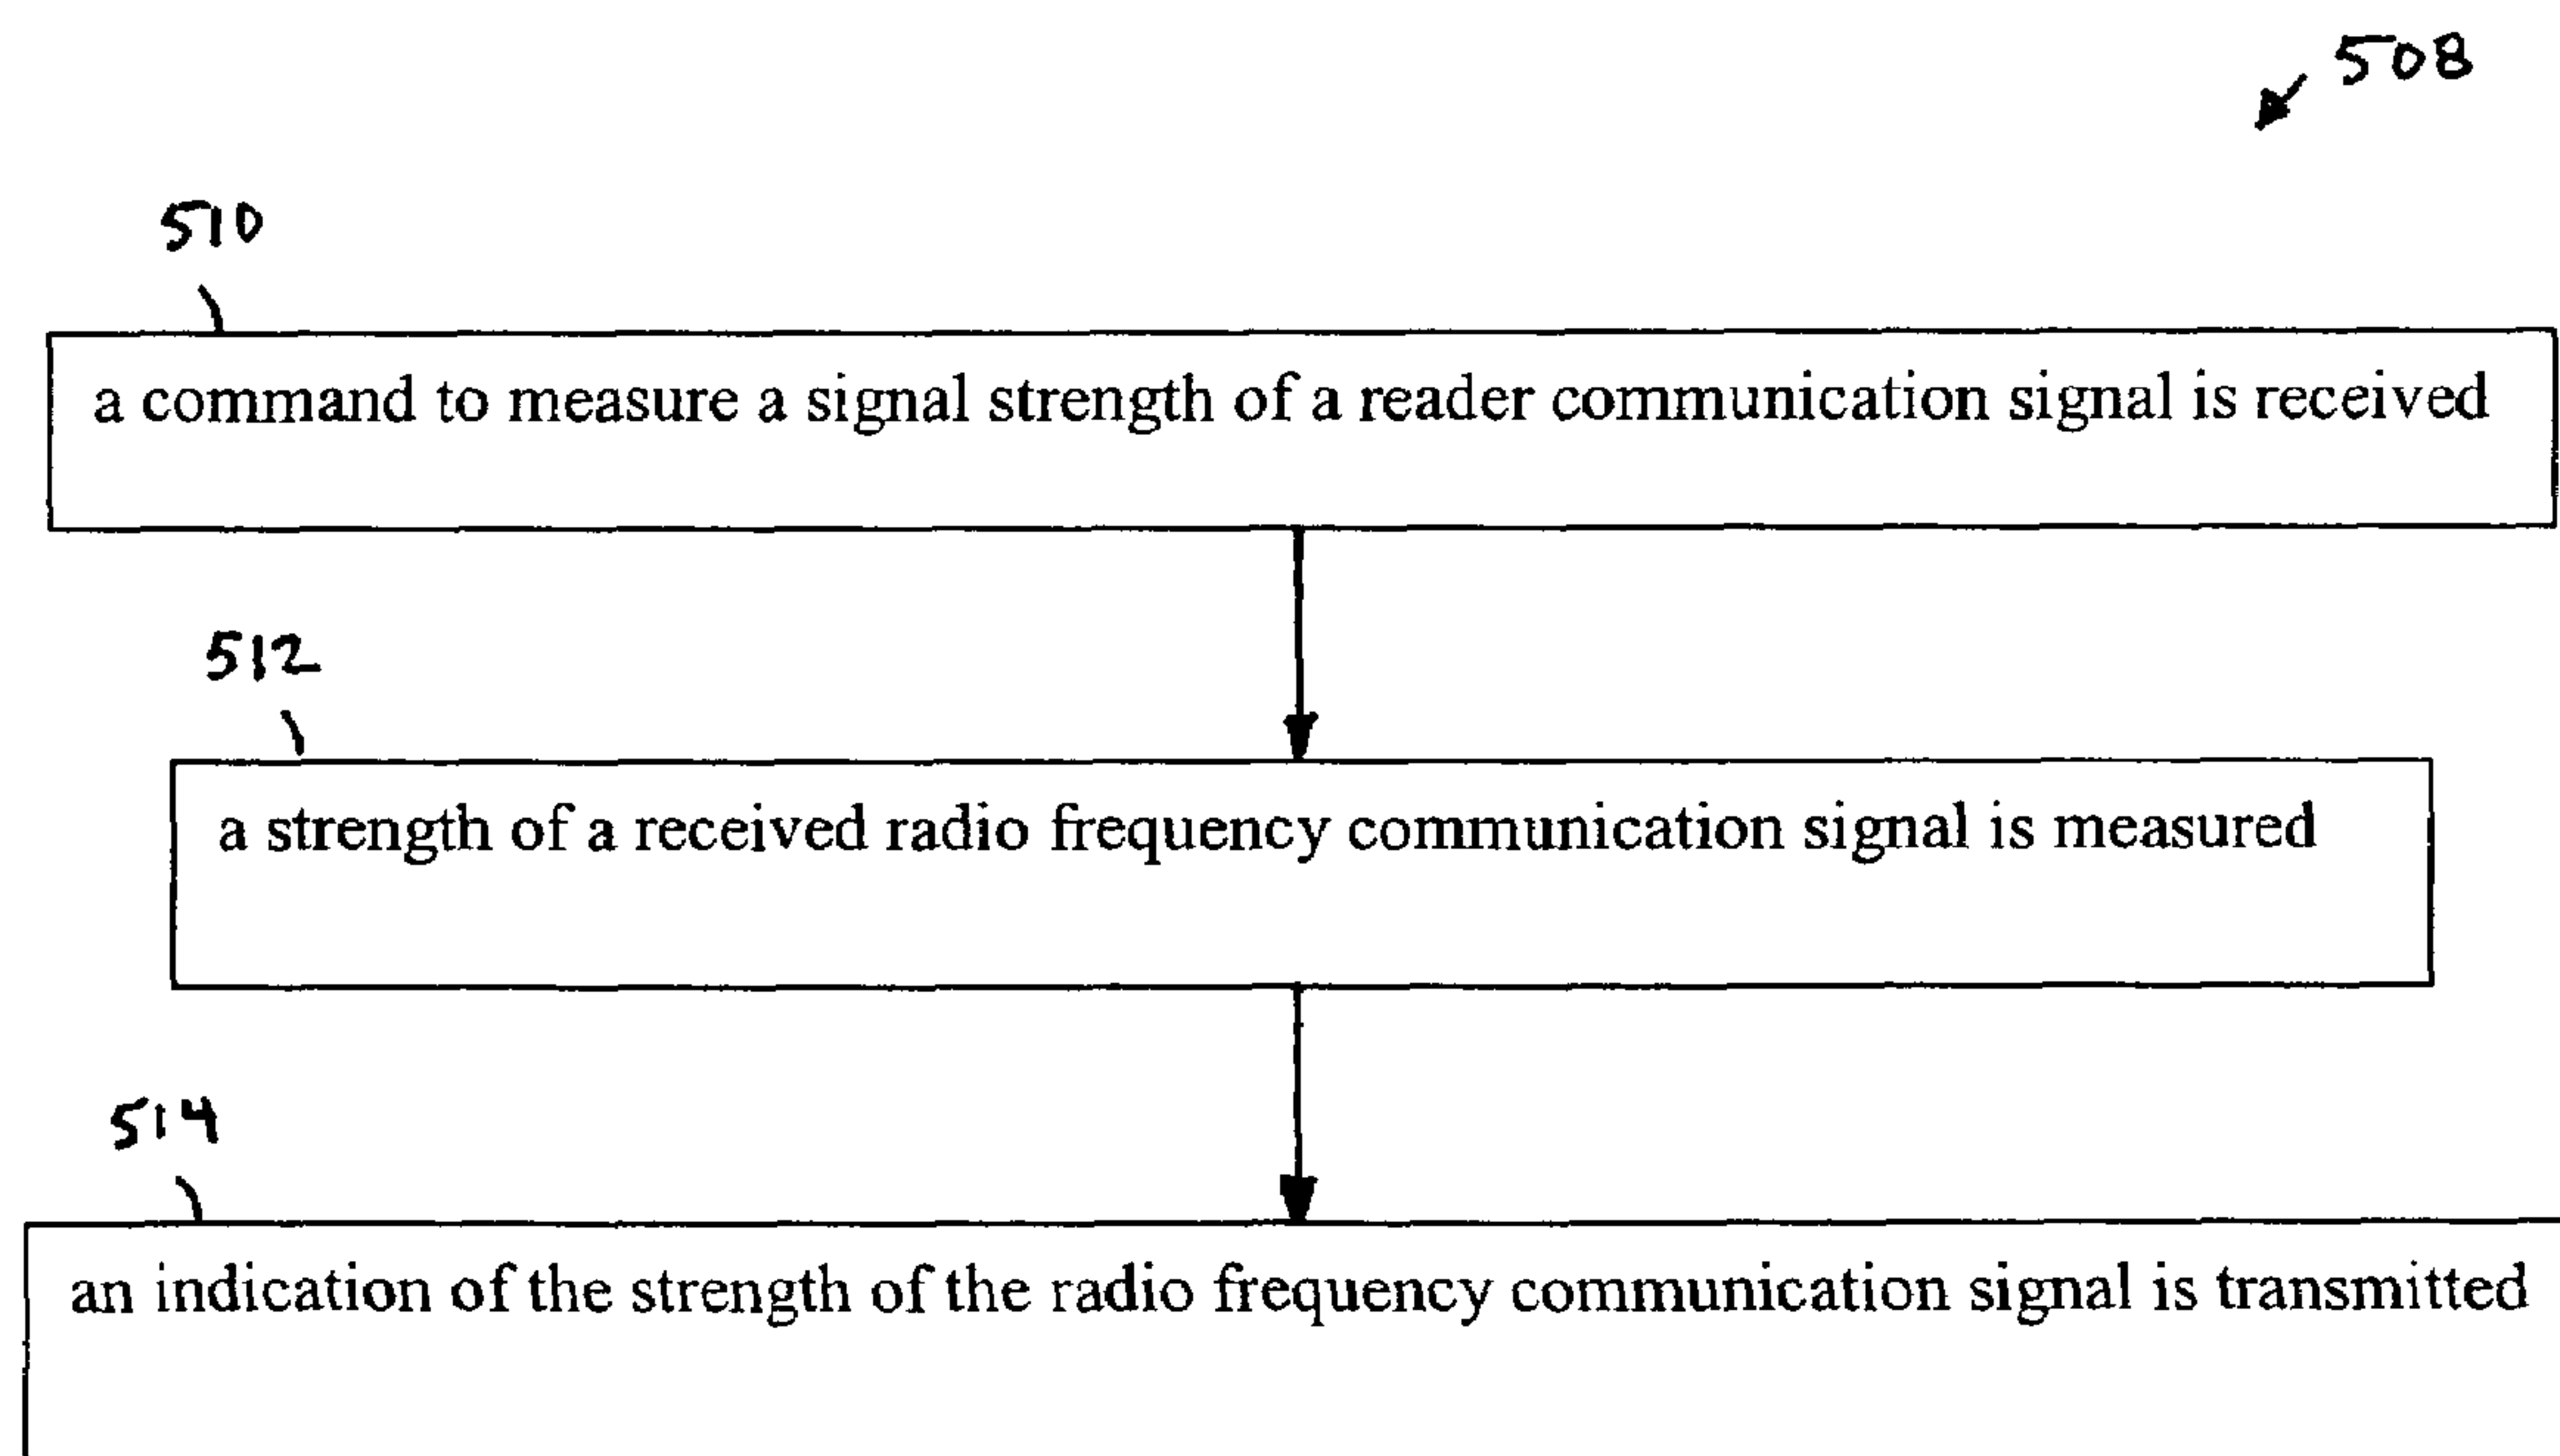 508
510
a command to measure a signal strength of a reader communication signal is received
512
a strength of a received radio frequency communication signal is measured
514
an indication of the strength of the radio frequency communication signal is transmitted